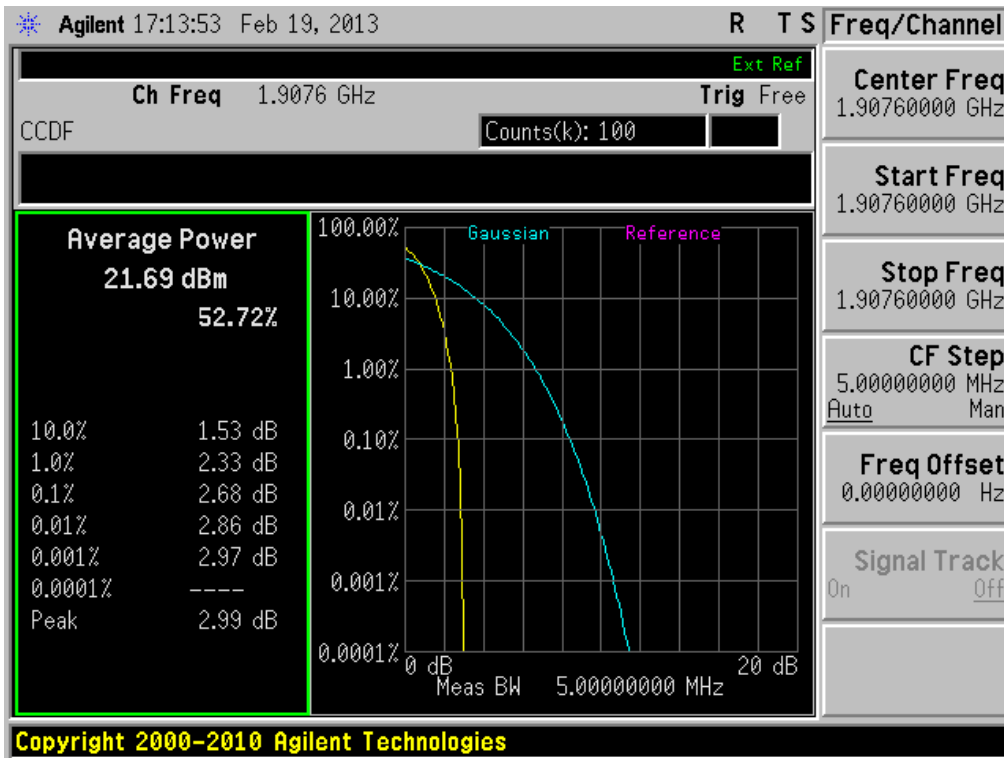 Agilent 17:13:53 Feb 19, 2013 R T S
Ext Ref
Ch Freq 1.9076 GHz Trig Free
CCDF Counts(k): 100
Average Power
21.69 dBm
52.72%
10.0% 1.53 dB
1.0% 2.33 dB
0.1% 2.68 dB
0.01% 2.86 dB
0.001% 2.97 dB
0.0001% ----
Peak 2.99 dB
100.00%
10.00%
1.00%
0.10%
0.01%
0.001%
0.0001%
Gaussian Reference
0 dB 20 dB
Meas BW 5.00000000 MHz
Freq/Channel
Center Freq
1.90760000 GHz
Start Freq
1.90760000 GHz
Stop Freq
1.90760000 GHz
CF Step
5.00000000 MHz
Auto Man
Freq Offset
0.00000000 Hz
Signal Track
On Off
Copyright 2000-2010 Agilent Technologies